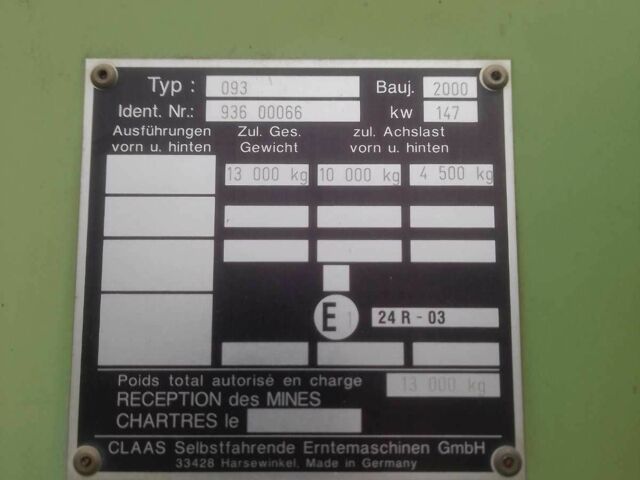 Typ : 093 Bauj. 2000
Ident. Nr.: 936 00066 kw 147
Ausführungen Zul. Ges. zul. Achslast
vorn u. hinten Gewicht vorn u. hinten
13 000 kg 10 000 kg 4 500 kg
E 1 24 R - 03
Poids total autorisé en charge 13 000 kg
RECEPTION des MINES
CHARTRES le
CLAAS Selbstfahrende Erntemaschinen GmbH
33428 Harsewinkel, Made in Germany